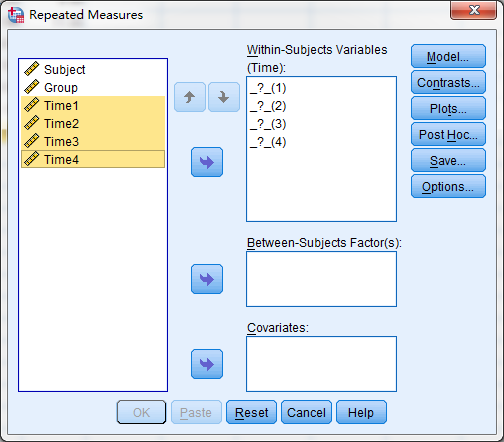 Repeated Measures
Subject
Group
Time1
Time2
Time3
Time4
Within-Subjects Variables
(Time):
_?_(1)
_?_(2)
_?_(3)
_?_(4)
Between-Subjects Factor(s):
Covariates:
Model...
Contrasts...
Plots...
Post Hoc...
Save...
Options...
OK
Paste
Reset
Cancel
Help